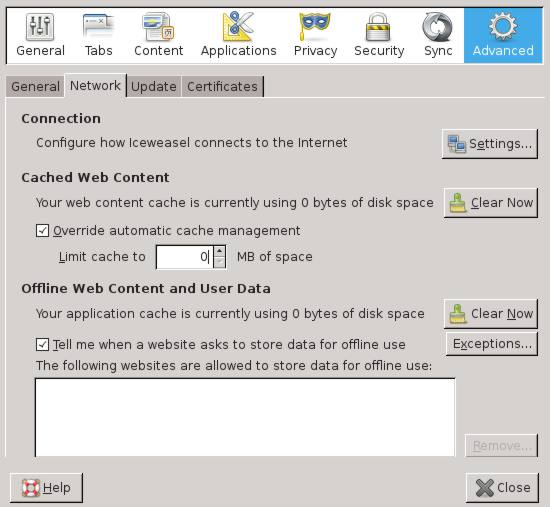 General Tabs Content Applications Privacy Security Sync Advanced
General Network Update Certificates
Connection
Configure how Iceweasel connects to the Internet Settings...
Cached Web Content
Your web content cache is currently using 0 bytes of disk space Clear Now
Override automatic cache management
Limit cache to 0 MB of space
Offline Web Content and User Data
Your application cache is currently using 0 bytes of disk space Clear Now
Tell me when a website asks to store data for offline use Exceptions...
The following websites are allowed to store data for offline use:
Remove...
Help Close